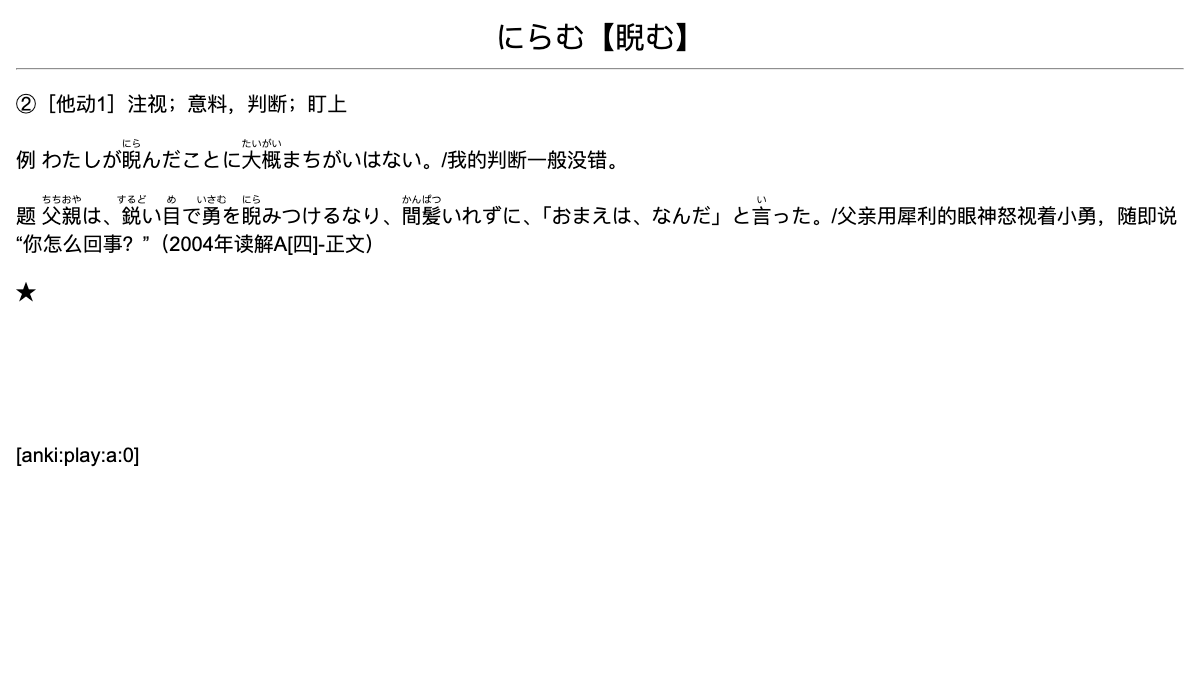 にらむ【睨む】
②［他动1］注视；意料，判断；盯上
にら たいがい
例 わたしが睨んだことに大概まちがいはない。/我的判断一般没错。
ちちおや するど め いさむ にら かんぱつ い
题 父親は、鋭い目で勇を睨みつけるなり、間髪いれずに、「おまえは、なんだ」と言った。/父亲用犀利的眼神怒视着小勇，随即说
“你怎么回事？”（2004年读解A[四]-正文）
★
[anki:play:a:0]